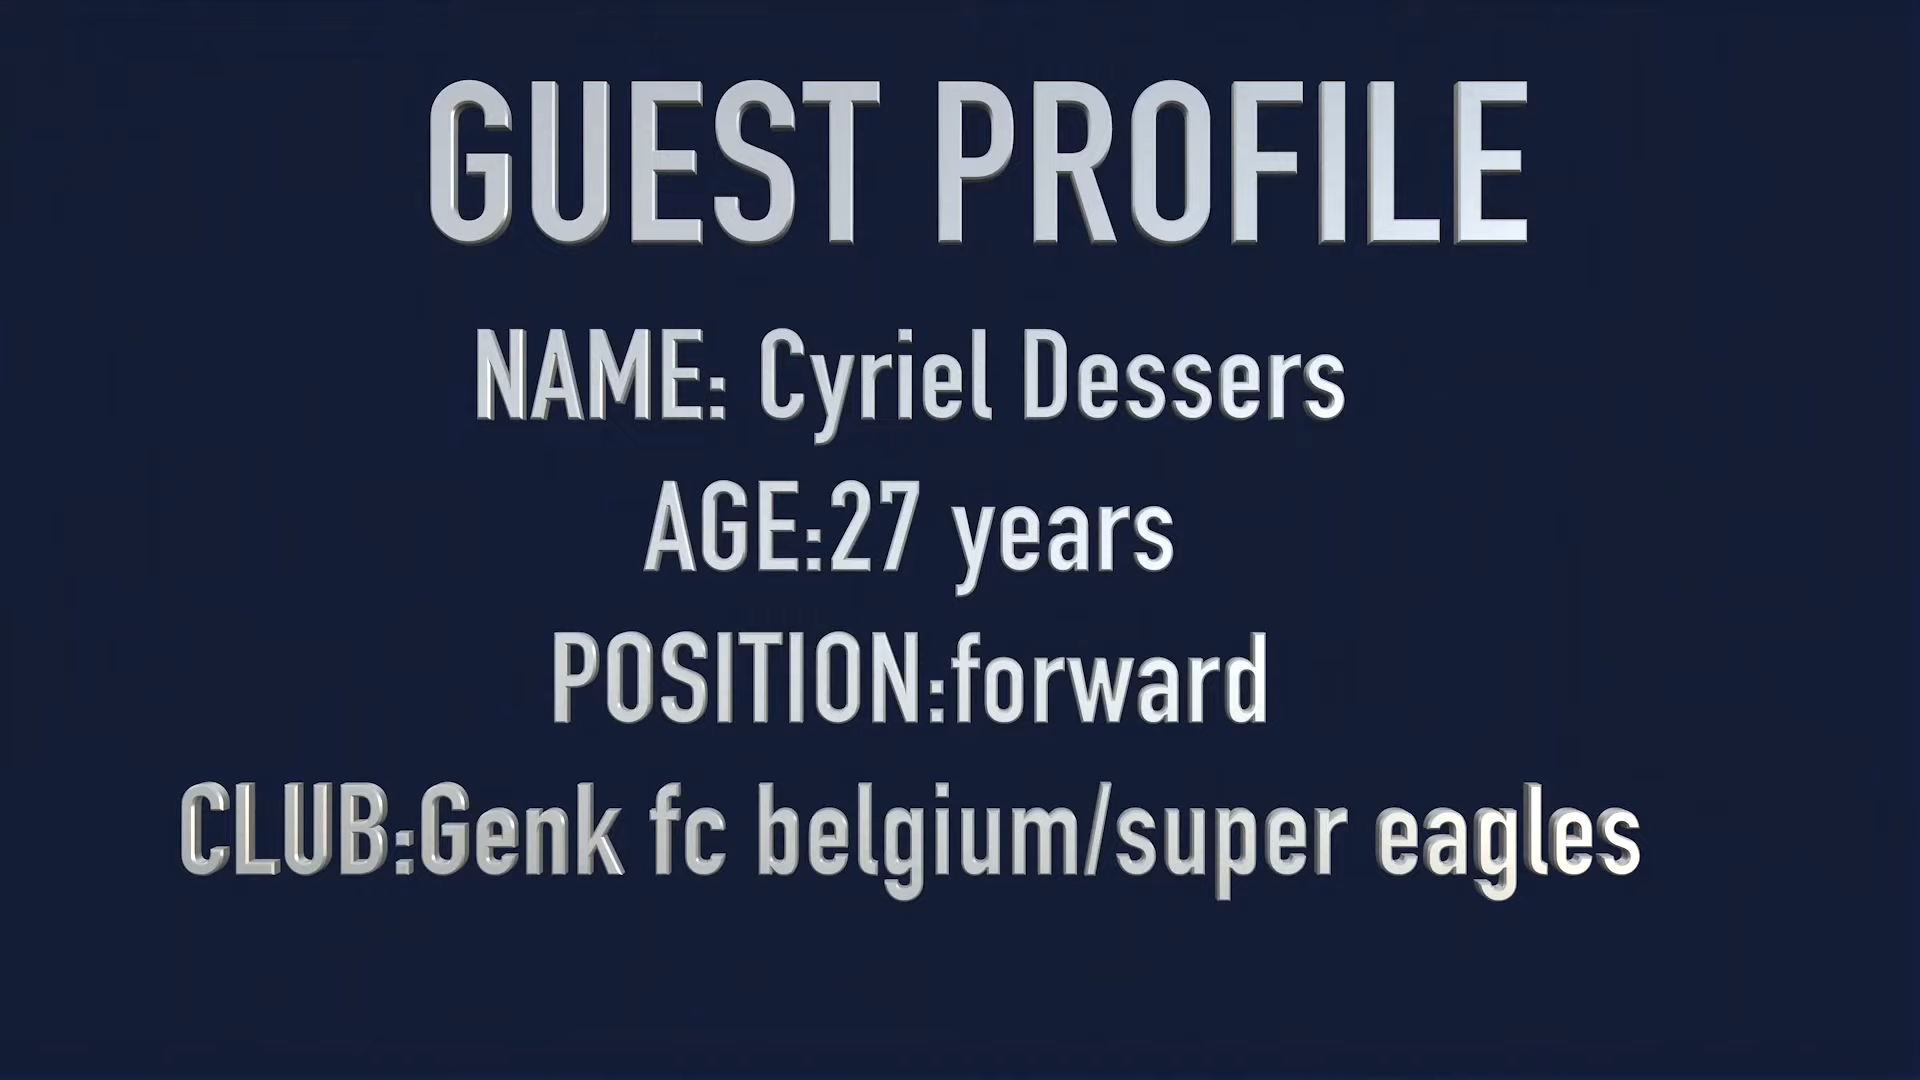 GUEST PROFILE
NAME: Cyriel Dessers
AGE:27 years
POSITION:forward
CLUB:Genk fc belgium/super eagles